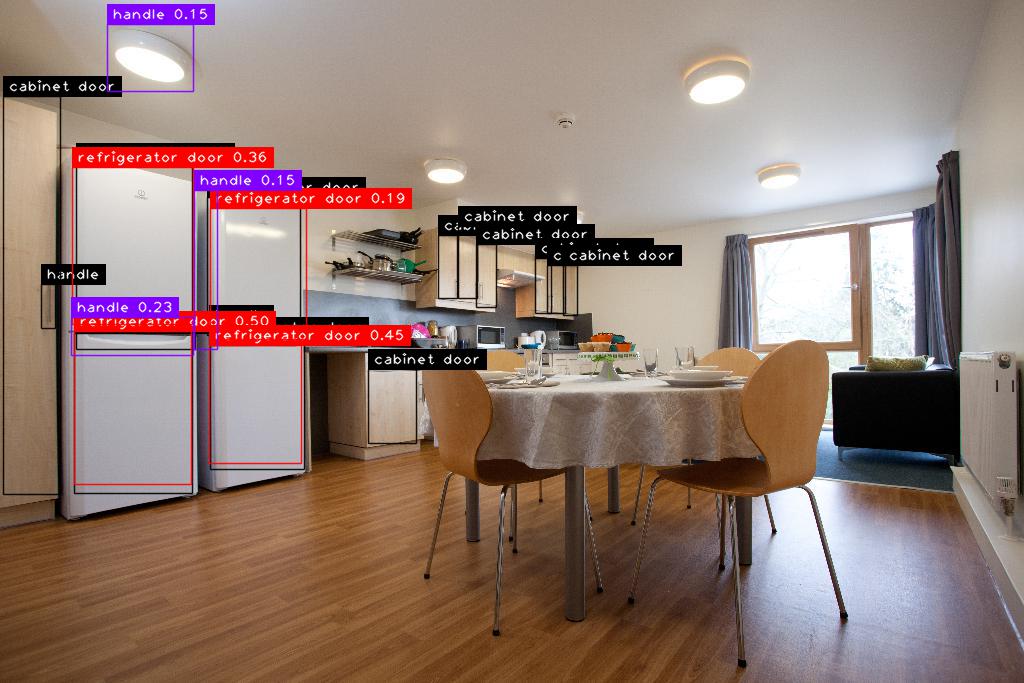 handle 0.15
cabinet door
refrigerator door 0.36
handle 0.15
refrigerator door 0.19
cabinet door
cabinet door
cabinet door
handle
handle 0.23
refrigerator door 0.50
refrigerator door 0.45
cabinet door